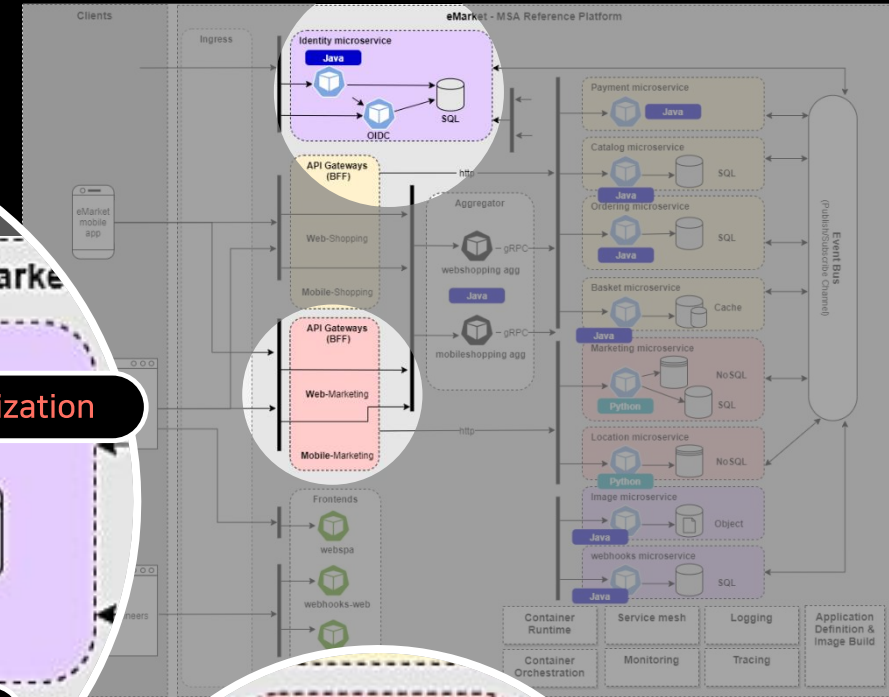 Clients
eMarket - MSA Reference Platform
Ingress
Identity microservice
Java
OIDC
SQL
API Gateways
(BFF)
Web-Shopping
Mobile-Shopping
http
Aggregator
gRPC
webshopping agg
Java
gRPC
mobileshopping agg
eMarket
mobile
app
API Gateways
(BFF)
Web-Marketing
Mobile-Marketing
http
Frontends
webspa
webhooks-web
Payment microservice
Java
Catalog microservice
SQL
Java
Ordering microservice
SQL
Java
Basket microservice
Cache
Java
Marketing microservice
NoSQL
SQL
Python
Location microservice
NoSQL
Python
Image microservice
Object
Java
webhooks microservice
SQL
Java
Event Bus
(Publish/Subscribe Channel)
Container
Runtime
Service mesh
Logging
Application
Definition &
Image Build
Container
Orchestration
Monitoring
Tracing
arke
ization
neers